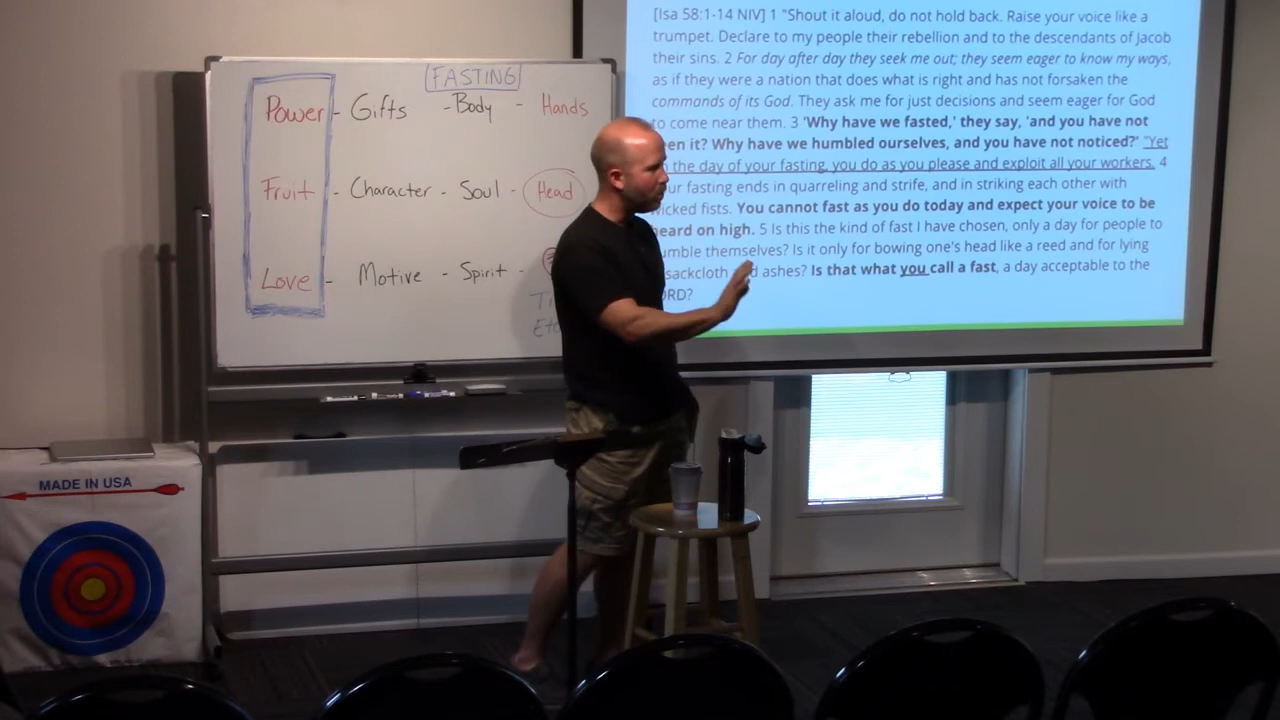 FASTING
Power - Gifts - Body - Hands
Fruit - Character - Soul - Head
Love - Motive - Spirit -
[Isa 58:1-14 NIV] 1 "Shout it aloud, do not hold back. Raise your voice like a
trumpet. Declare to my people their rebellion and to the descendants of Jacob
their sins. 2 For day after day they seek me out; they seem eager to know my ways,
as if they were a nation that does what is right and has not forsaken the
commands of its God. They ask me for just decisions and seem eager for God
to come near them. 3 'Why have we fasted,' they say, 'and you have not
it? Why have we humbled ourselves, and you have not noticed?' "Yet
the day of your fasting, you do as you please and exploit all your workers. 4
fasting ends in quarreling and strife, and in striking each other with
wicked fists. You cannot fast as you do today and expect your voice to be
heard on high. 5 Is this the kind of fast I have chosen, only a day for people to
themselves? Is it only for bowing one's head like a reed and for lying
sackcloth ashes? Is that what you call a fast, a day acceptable to the
MADE IN USA